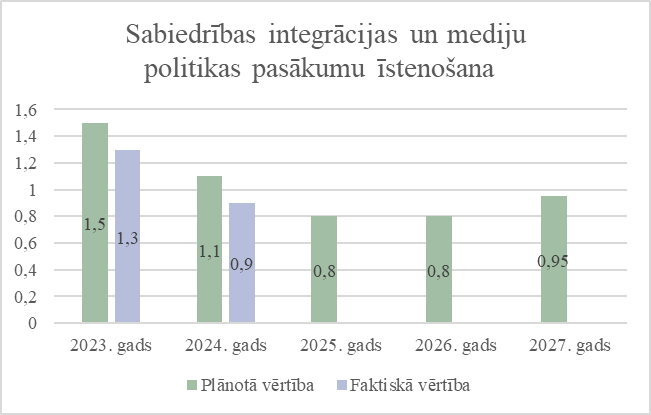 Sabiedrības integrācijas un mediju
politikas pasākumu īstenošana
1,6
1,4
1,2
1
0,8
0,6
0,4
0,2
0
1,5
1,3
1,1
0,9
0,8
0,8
0,95
2023. gads
2024. gads
2025. gads
2026. gads
2027. gads
Plānotā vērtība
Faktiskā vērtība